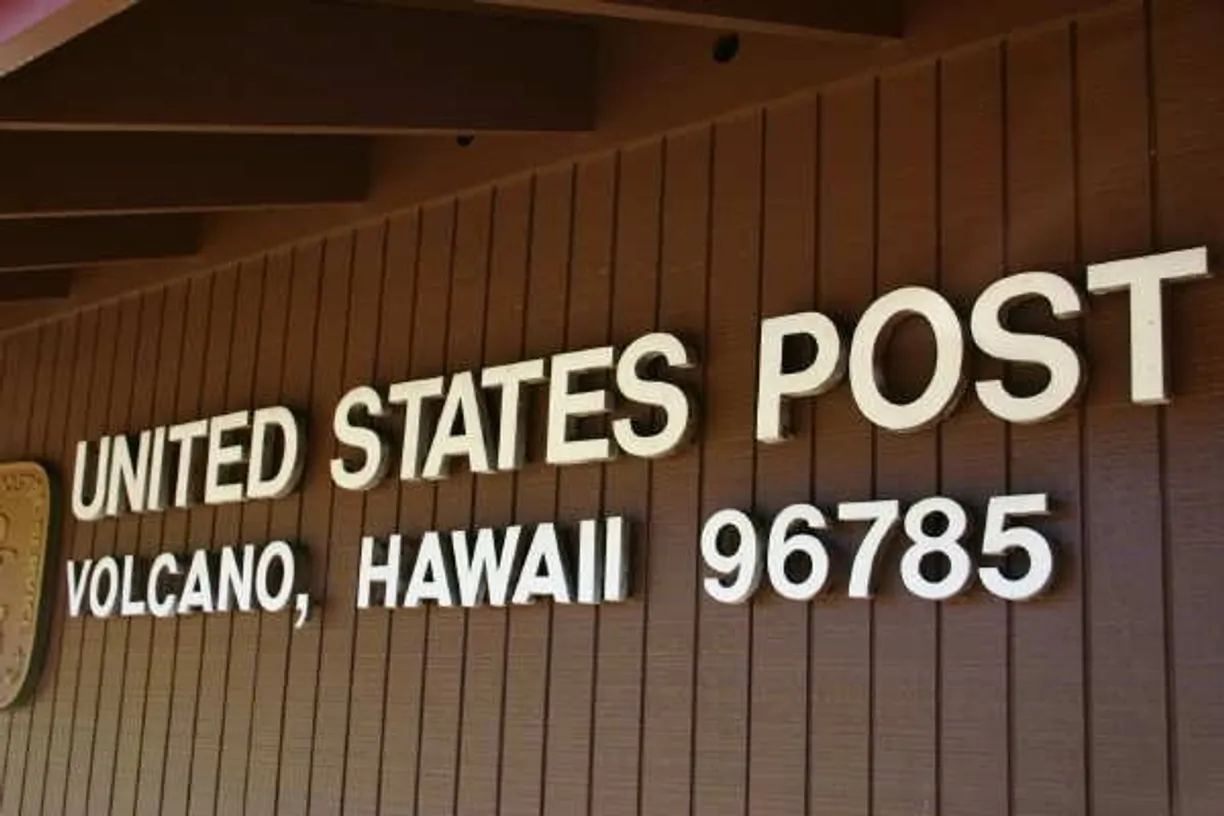 UNITED STATES POST
VOLCANO, HAWAII 96785